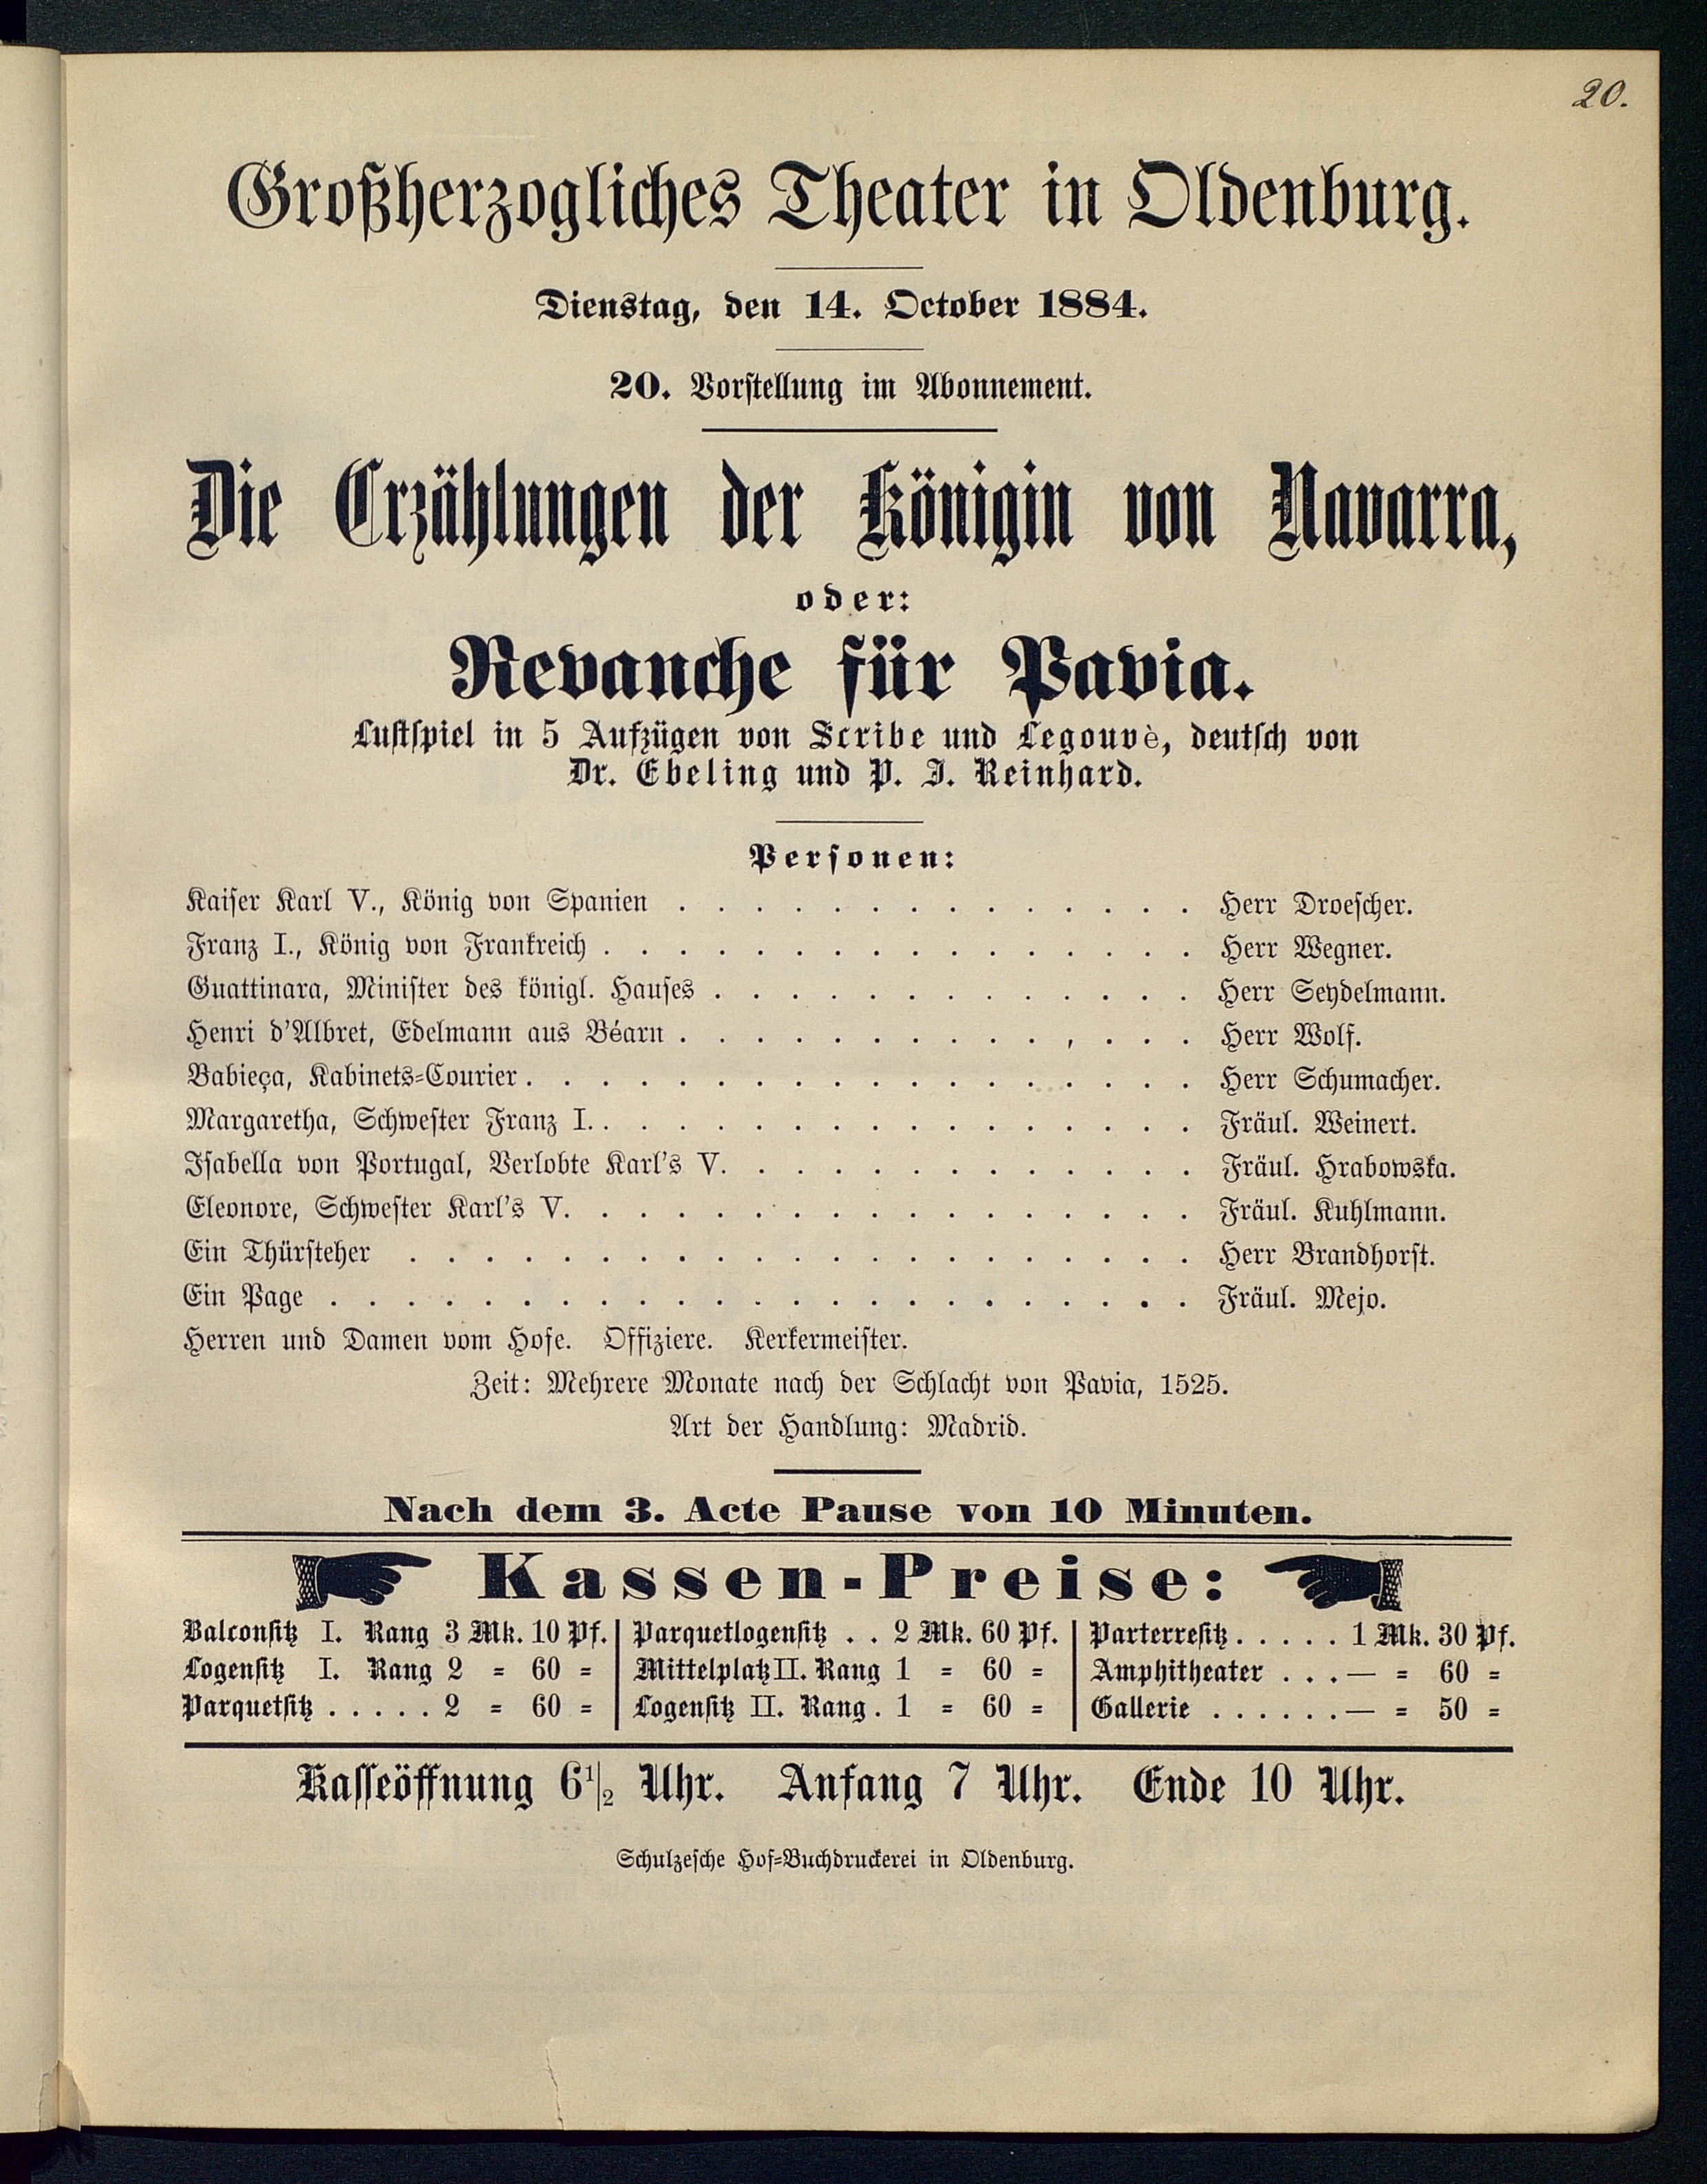 20.
Großherzogliches Theater in Oldenburg.
Dienstag, den 14. October 1884.
20. Vorstellung im Abonnement.
Die Erzählungen der Königin von Navarra,
oder:
Revanche für Pavia.
Lustspiel in 5 Aufzügen von Scribe und Legouvè, deutsch von
Dr. Ebeling und P. J. Reinhard.
Personen:
Kaiser Karl V., König von Spanien . . . . . . . . . . . . . . Herr Droescher.
Franz I., König von Frankreich . . . . . . . . . . . . . . . . Herr Wegner.
Guattinara, Minister des königl. Hauses . . . . . . . . . . . . . Herr Seydelmann.
Henri d'Albret, Edelmann aus Béarn . . . . . . . . . . , . . . Herr Wolf.
Babieça, Kabinets=Courier . . . . . . . . . . . . . . . . . . Herr Schumacher.
Margaretha, Schwester Franz I. . . . . . . . . . . . . . . . . Fräul. Weinert.
Isabella von Portugal, Verlobte Karl's V. . . . . . . . . . . . . Fräul. Hrabowska.
Eleonore, Schwester Karl's V. . . . . . . . . . . . . . . . . Fräul. Kuhlmann.
Ein Thürsteher . . . . . . . . . . . . . . . . . . . . . Herr Brandhorst.
Ein Page . . . . . . . . . . . . . . . . . . . . . . . Fräul. Mejo.
Herren und Damen vom Hofe. Offiziere. Kerkermeister.
Zeit: Mehrere Monate nach der Schlacht von Pavia, 1525.
Art der Handlung: Madrid.
Nach dem 3. Acte Pause von 10 Minuten.
Kassen-Preise:
Balconsitz I. Rang 3 Mk. 10 Pf. | Parquetlogensitz . . 2 Mk. 60 Pf. | Parterresitz . . . . . 1 Mk. 30 Pf.
Logensitz I. Rang 2 = 60 = | Mittelplatz II. Rang 1 = 60 = | Amphitheater . . . — = 60 =
Parquetsitz . . . . . 2 = 60 = | Logensitz II. Rang . 1 = 60 = | Gallerie . . . . . . — = 50 =
Kasseöffnung 6 1/2 Uhr. Anfang 7 Uhr. Ende 10 Uhr.
Schulzesche Hof=Buchdruckerei in Oldenburg.